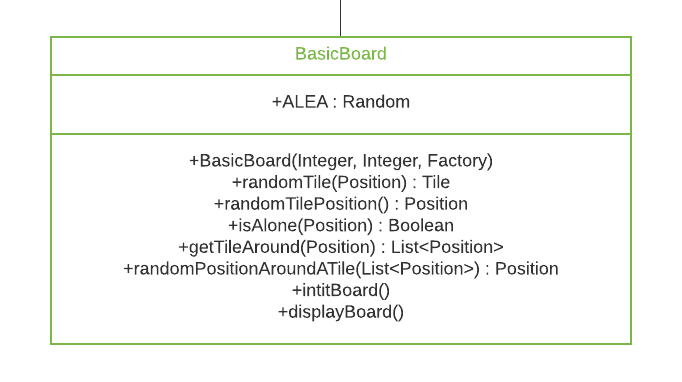 BasicBoard
+ALEA : Random
+BasicBoard(Integer, Integer, Factory)
+randomTile(Position) : Tile
+randomTilePosition() : Position
+isAlone(Position) : Boolean
+getTileAround(Position) : List<Position>
+randomPositionAroundATile(List<Position>) : Position
+intitBoard()
+displayBoard()